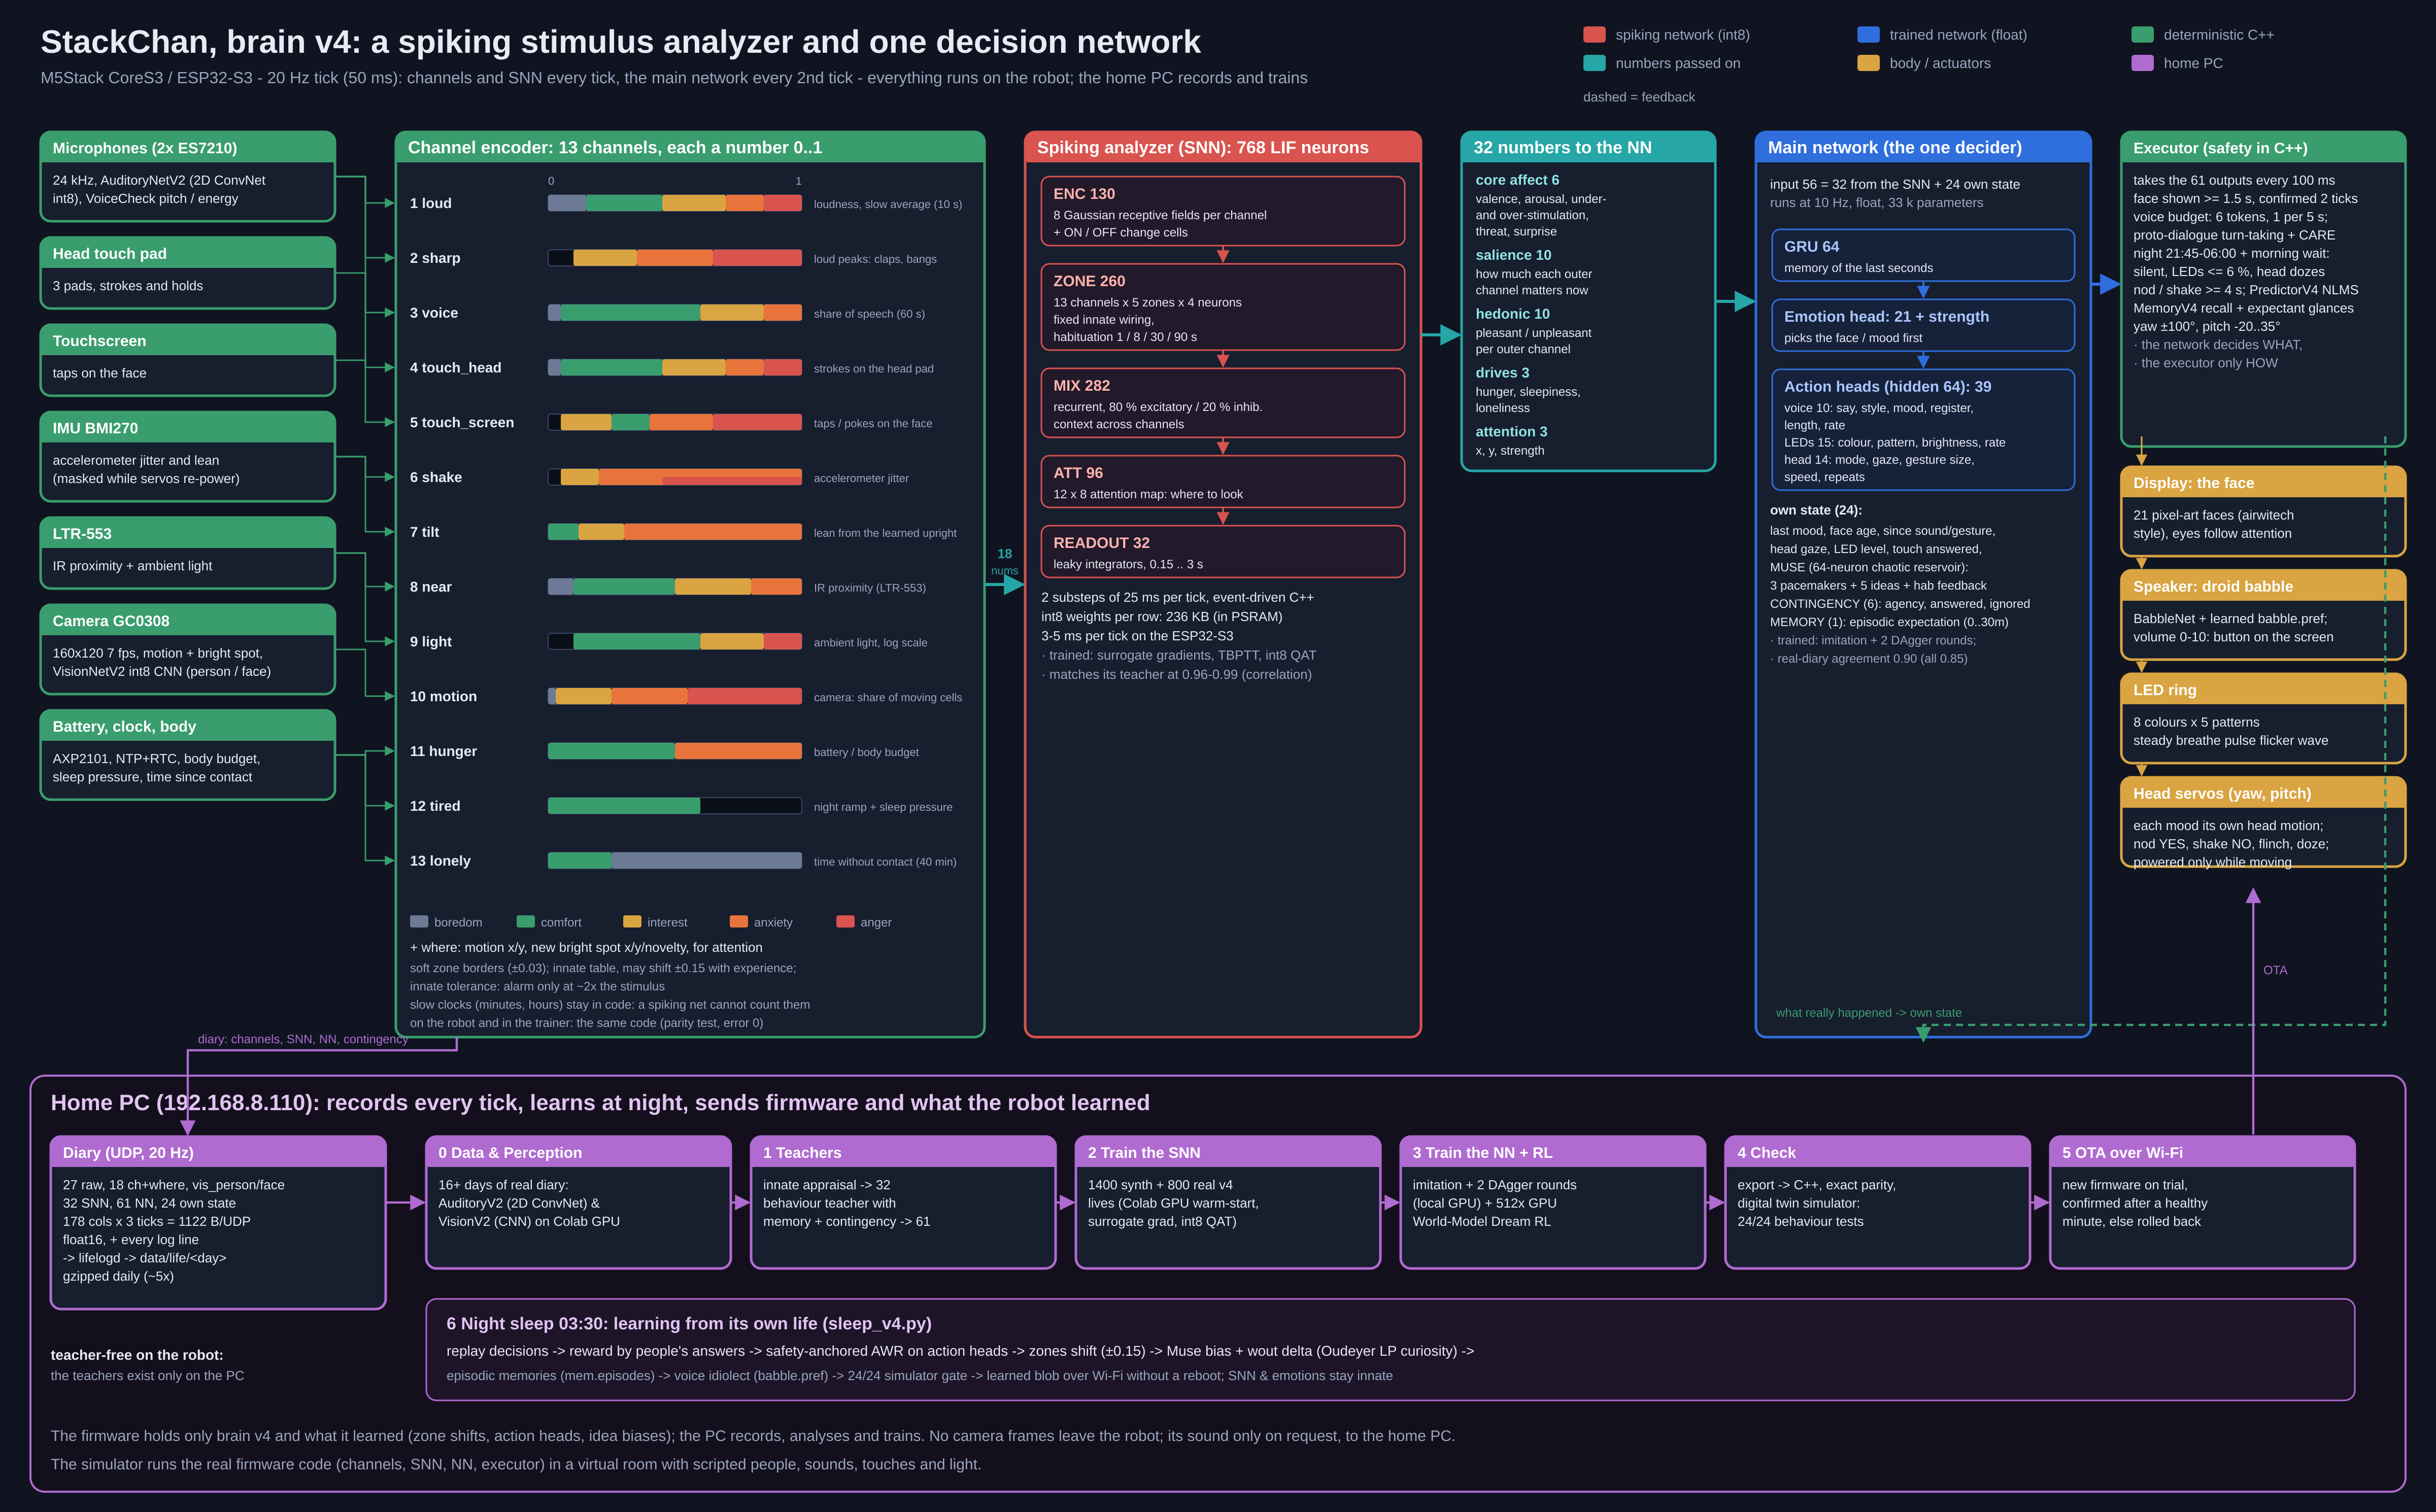 StackChan, brain v4: a spiking stimulus analyzer and one decision network
M5Stack CoreS3 / ESP32-S3 - 20 Hz tick (50 ms): channels and SNN every tick, the main network every 2nd tick - everything runs on the robot; the home PC records and trains
spiking network (int8)
trained network (float)
deterministic C++
numbers passed on
body / actuators
home PC
dashed = feedback
Microphones (2x ES7210)
24 kHz, AuditoryNetV2 (2D ConvNet
int8), VoiceCheck pitch / energy
Head touch pad
3 pads, strokes and holds
Touchscreen
taps on the face
IMU BMI270
accelerometer jitter and lean
(masked while servos re-power)
LTR-553
IR proximity + ambient light
Camera GC0308
160x120 7 fps, motion + bright spot,
VisionNetV2 int8 CNN (person / face)
Battery, clock, body
AXP2101, NTP+RTC, body budget,
sleep pressure, time since contact
Channel encoder: 13 channels, each a number 0..1
0
1
1 loud
loudness, slow average (10 s)
2 sharp
loud peaks: claps, bangs
3 voice
share of speech (60 s)
4 touch_head
strokes on the head pad
5 touch_screen
taps / pokes on the face
6 shake
accelerometer jitter
7 tilt
lean from the learned upright
8 near
IR proximity (LTR-553)
9 light
ambient light, log scale
10 motion
camera: share of moving cells
11 hunger
battery / body budget
12 tired
night ramp + sleep pressure
13 lonely
time without contact (40 min)
boredom
comfort
interest
anxiety
anger
+ where: motion x/y, new bright spot x/y/novelty, for attention
soft zone borders (±0.03); innate table, may shift ±0.15 with experience;
innate tolerance: alarm only at ~2x the stimulus
slow clocks (minutes, hours) stay in code: a spiking net cannot count them
on the robot and in the trainer: the same code (parity test, error 0)
18
nums
Spiking analyzer (SNN): 768 LIF neurons
ENC 130
8 Gaussian receptive fields per channel
+ ON / OFF change cells
ZONE 260
13 channels x 5 zones x 4 neurons
fixed innate wiring,
habituation 1 / 8 / 30 / 90 s
MIX 282
recurrent, 80 % excitatory / 20 % inhib.
context across channels
ATT 96
12 x 8 attention map: where to look
READOUT 32
leaky integrators, 0.15 .. 3 s
2 substeps of 25 ms per tick, event-driven C++
int8 weights per row: 236 KB (in PSRAM)
3-5 ms per tick on the ESP32-S3
· trained: surrogate gradients, TBPTT, int8 QAT
· matches its teacher at 0.96-0.99 (correlation)
32 numbers to the NN
core affect 6
valence, arousal, under-
and over-stimulation,
threat, surprise
salience 10
how much each outer
channel matters now
hedonic 10
pleasant / unpleasant
per outer channel
drives 3
hunger, sleepiness,
loneliness
attention 3
x, y, strength
Main network (the one decider)
input 56 = 32 from the SNN + 24 own state
runs at 10 Hz, float, 33 k parameters
GRU 64
memory of the last seconds
Emotion head: 21 + strength
picks the face / mood first
Action heads (hidden 64): 39
voice 10: say, style, mood, register,
length, rate
LEDs 15: colour, pattern, brightness, rate
head 14: mode, gaze, gesture size,
speed, repeats
own state (24):
last mood, face age, since sound/gesture,
head gaze, LED level, touch answered,
MUSE (64-neuron chaotic reservoir):
3 pacemakers + 5 ideas + hab feedback
CONTINGENCY (6): agency, answered, ignored
MEMORY (1): episodic expectation (0..30m)
· trained: imitation + 2 DAgger rounds;
· real-diary agreement 0.90 (all 0.85)
what really happened -> own state
Executor (safety in C++)
takes the 61 outputs every 100 ms
face shown >= 1.5 s, confirmed 2 ticks
voice budget: 6 tokens, 1 per 5 s;
proto-dialogue turn-taking + CARE
night 21:45-06:00 + morning wait:
silent, LEDs <= 6 %, head dozes
nod / shake >= 4 s; PredictorV4 NLMS
MemoryV4 recall + expectant glances
yaw ±100°, pitch -20..35°
· the network decides WHAT,
· the executor only HOW
Display: the face
21 pixel-art faces (airwitech
style), eyes follow attention
Speaker: droid babble
BabbleNet + learned babble.pref;
volume 0-10: button on the screen
LED ring
8 colours x 5 patterns
steady breathe pulse flicker wave
Head servos (yaw, pitch)
each mood its own head motion;
nod YES, shake NO, flinch, doze;
powered only while moving
OTA
diary: channels, SNN, NN, contingency
Home PC (192.168.8.110): records every tick, learns at night, sends firmware and what the robot learned
Diary (UDP, 20 Hz)
27 raw, 18 ch+where, vis_person/face
32 SNN, 61 NN, 24 own state
178 cols x 3 ticks = 1122 B/UDP
float16, + every log line
-> lifelogd -> data/life/<day>
gzipped daily (~5x)
0 Data & Perception
16+ days of real diary:
AuditoryV2 (2D ConvNet) &
VisionV2 (CNN) on Colab GPU
1 Teachers
innate appraisal -> 32
behaviour teacher with
memory + contingency -> 61
2 Train the SNN
1400 synth + 800 real v4
lives (Colab GPU warm-start,
surrogate grad, int8 QAT)
3 Train the NN + RL
imitation + 2 DAgger rounds
(local GPU) + 512x GPU
World-Model Dream RL
4 Check
export -> C++, exact parity,
digital twin simulator:
24/24 behaviour tests
5 OTA over Wi-Fi
new firmware on trial,
confirmed after a healthy
minute, else rolled back
teacher-free on the robot:
the teachers exist only on the PC
6 Night sleep 03:30: learning from its own life (sleep_v4.py)
replay decisions -> reward by people's answers -> safety-anchored AWR on action heads -> zones shift (±0.15) -> Muse bias + wout delta (Oudeyer LP curiosity) ->
episodic memories (mem.episodes) -> voice idiolect (babble.pref) -> 24/24 simulator gate -> learned blob over Wi-Fi without a reboot; SNN & emotions stay innate
The firmware holds only brain v4 and what it learned (zone shifts, action heads, idea biases); the PC records, analyses and trains. No camera frames leave the robot; its sound only on request, to the home PC.
The simulator runs the real firmware code (channels, SNN, NN, executor) in a virtual room with scripted people, sounds, touches and light.